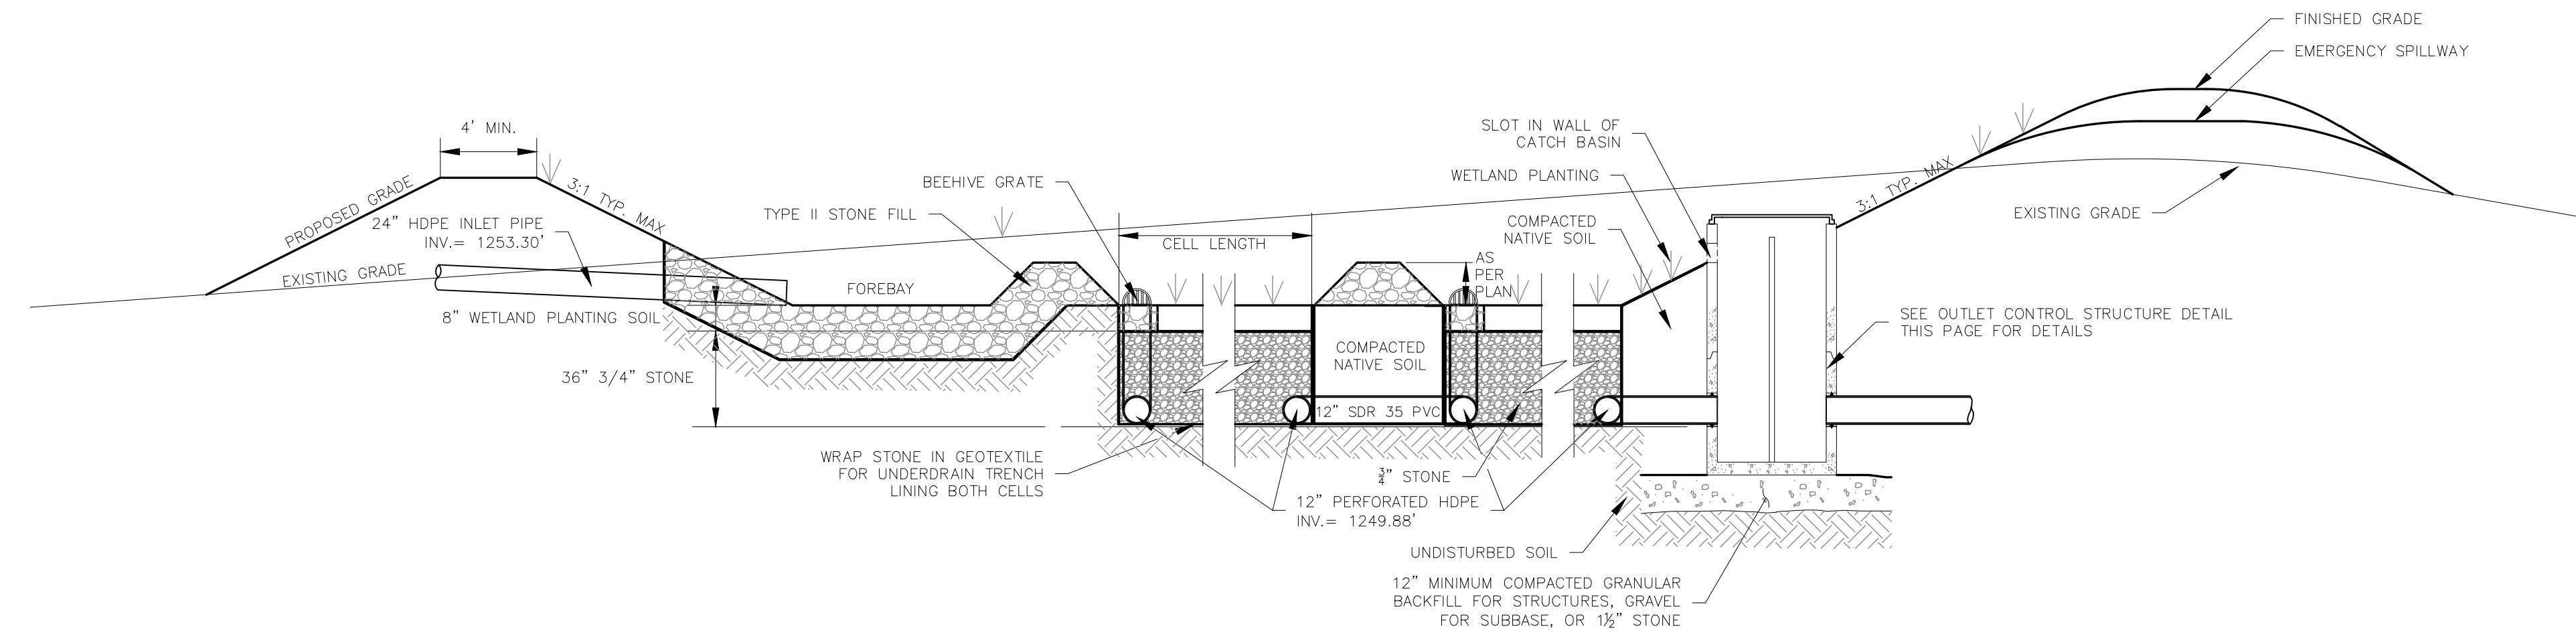 FINISHED GRADE
EMERGENCY SPILLWAY
4' MIN.
SLOT IN WALL OF
CATCH BASIN
WETLAND PLANTING
BEEHIVE GRATE
TYPE II STONE FILL
PROPOSED GRADE
3:1 TYP. MAX
24" HDPE INLET PIPE
INV.= 1253.30'
EXISTING GRADE
8" WETLAND PLANTING SOIL
FOREBAY
CELL LENGTH
COMPACTED
NATIVE SOIL
AS
PER
PLAN
3:1 TYP. MAX
EXISTING GRADE
SEE OUTLET CONTROL STRUCTURE DETAIL
THIS PAGE FOR DETAILS
36" 3/4" STONE
COMPACTED
NATIVE SOIL
12" SDR 35 PVC
WRAP STONE IN GEOTEXTILE
FOR UNDERDRAIN TRENCH
LINING BOTH CELLS
¾" STONE
12" PERFORATED HDPE
INV.= 1249.88'
UNDISTURBED SOIL
12" MINIMUM COMPACTED GRANULAR
BACKFILL FOR STRUCTURES, GRAVEL
FOR SUBBASE, OR 1½" STONE